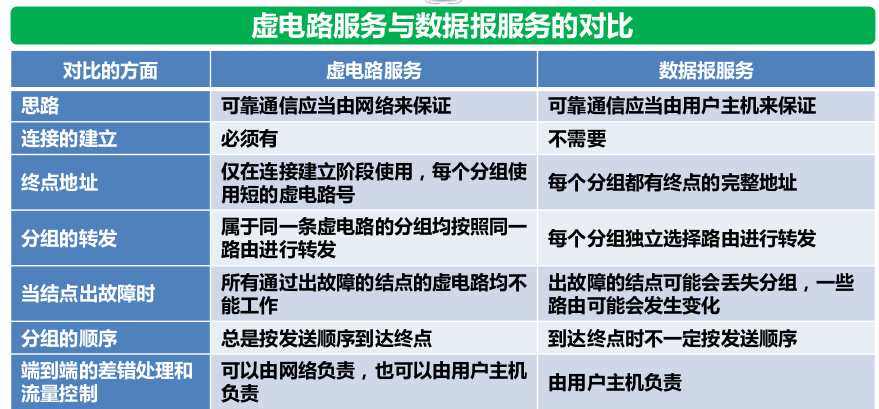 虚电路服务与数据报服务的对比
对比的方面 虚电路服务 数据报服务
思路 可靠通信应当由网络来保证 可靠通信应当由用户主机来保证
连接的建立 必须有 不需要
终点地址 仅在连接建立阶段使用，每个分组使
用短的虚电路号 每个分组都有终点的完整地址
分组的转发 属于同一条虚电路的分组均按照同一
路由进行转发 每个分组独立选择路由进行转发
当结点出故障时 所有通过出故障的结点的虚电路均不
能工作 出故障的结点可能会丢失分组，一些
路由可能会发生变化
分组的顺序 总是按发送顺序到达终点 到达终点时不一定按发送顺序
端到端的差错处理和
流量控制 可以由网络负责，也可以由用户主机
负责 由用户主机负责